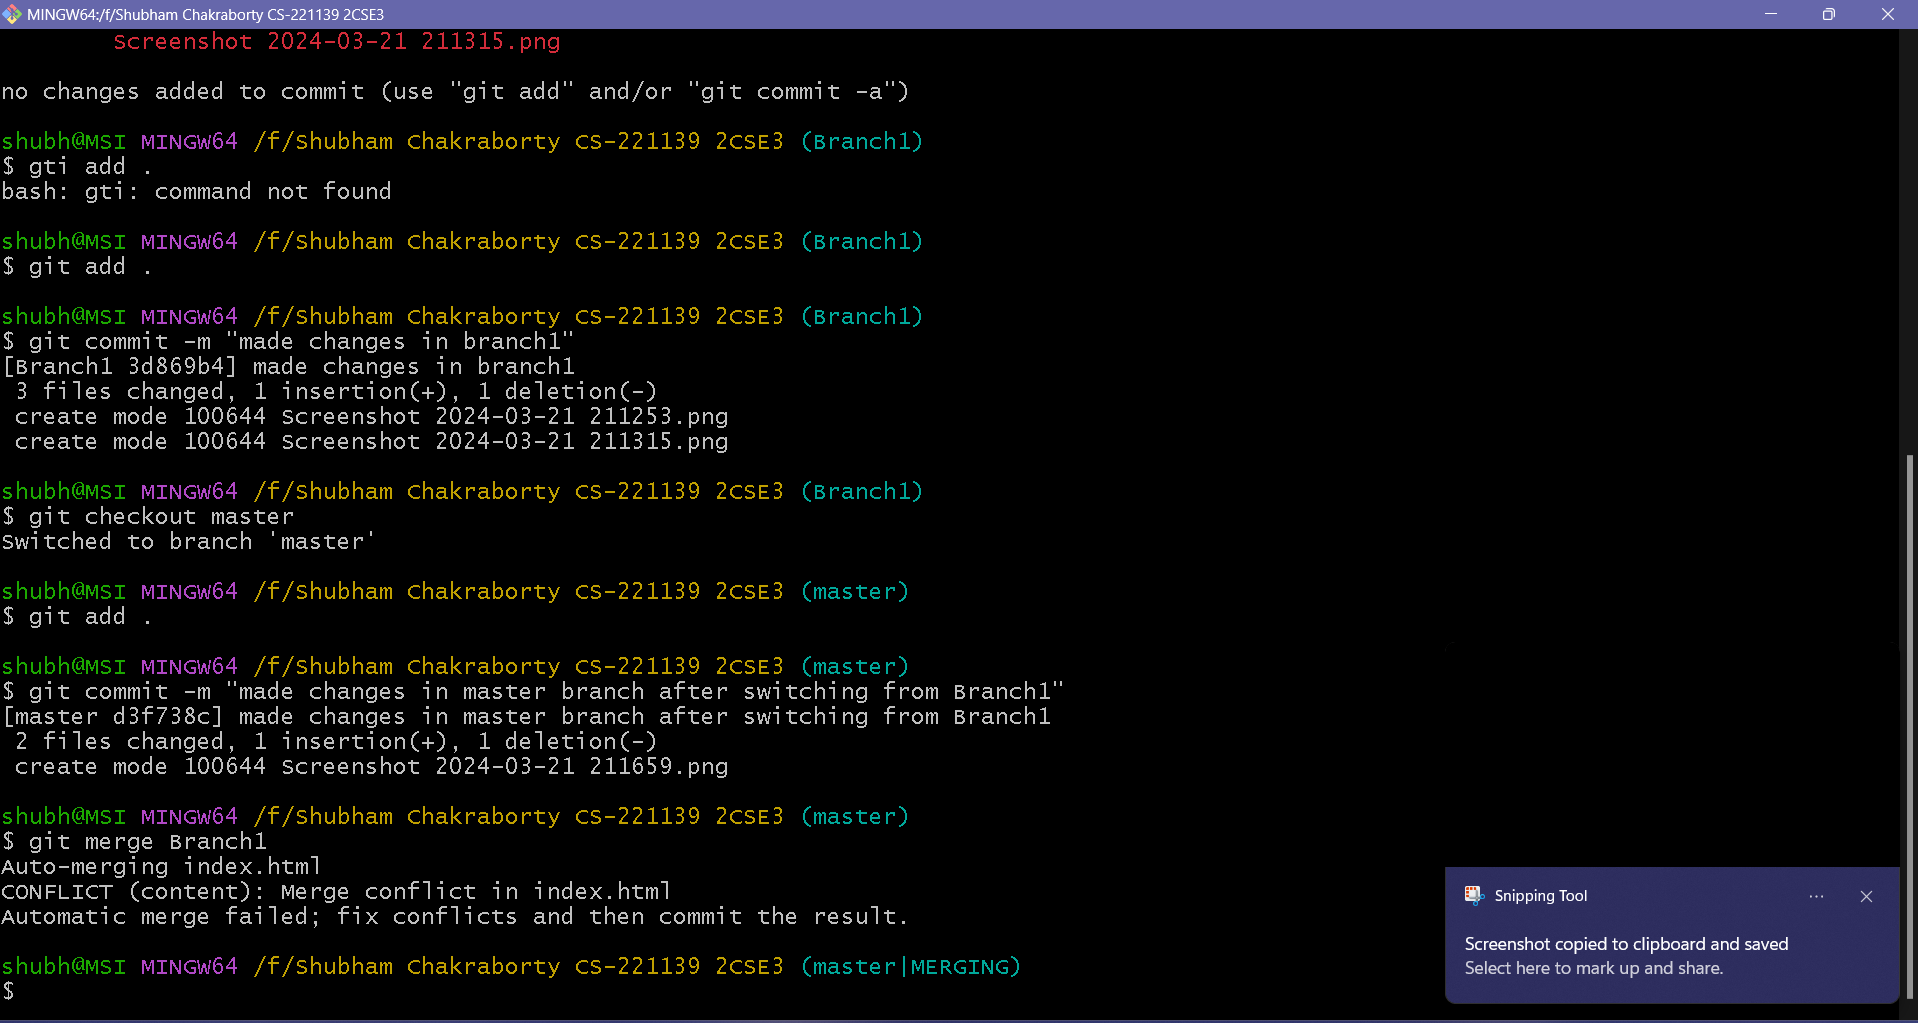 MINGW64:/f/Shubham Chakraborty CS-221139 2CSE3
Screenshot 2024-03-21 211315.png
no changes added to commit (use "git add" and/or "git commit -a")
shubh@MSI MINGW64 /f/Shubham Chakraborty CS-221139 2CSE3 (Branch1)
$ gti add .
bash: gti: command not found
shubh@MSI MINGW64 /f/Shubham Chakraborty CS-221139 2CSE3 (Branch1)
$ git add .
shubh@MSI MINGW64 /f/Shubham Chakraborty CS-221139 2CSE3 (Branch1)
$ git commit -m "made changes in branch1"
[Branch1 3d869b4] made changes in branch1
3 files changed, 1 insertion(+), 1 deletion(-)
create mode 100644 Screenshot 2024-03-21 211253.png
create mode 100644 Screenshot 2024-03-21 211315.png
shubh@MSI MINGW64 /f/Shubham Chakraborty CS-221139 2CSE3 (Branch1)
$ git checkout master
Switched to branch 'master'
shubh@MSI MINGW64 /f/Shubham Chakraborty CS-221139 2CSE3 (master)
$ git add .
shubh@MSI MINGW64 /f/Shubham Chakraborty CS-221139 2CSE3 (master)
$ git commit -m "made changes in master branch after switching from Branch1"
[master d3f738c] made changes in master branch after switching from Branch1
2 files changed, 1 insertion(+), 1 deletion(-)
create mode 100644 Screenshot 2024-03-21 211659.png
shubh@MSI MINGW64 /f/Shubham Chakraborty CS-221139 2CSE3 (master)
$ git merge Branch1
Auto-merging index.html
CONFLICT (content): Merge conflict in index.html
Automatic merge failed; fix conflicts and then commit the result.
shubh@MSI MINGW64 /f/Shubham Chakraborty CS-221139 2CSE3 (master|MERGING)
$
Snipping Tool
Screenshot copied to clipboard and saved
Select here to mark up and share.